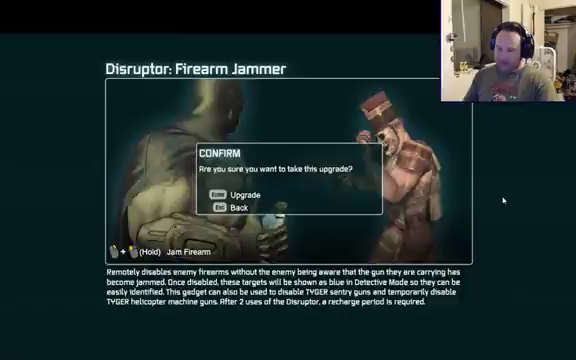 Disruptor: Firearm Jammer
CONFIRM
Are you sure you want to take this upgrade?
Enter Upgrade
Esc Back
+ (Hold) Jam Firearm
Remotely disables enemy firearms without the enemy being aware that the gun they are carrying has
become jammed. Once disabled, these targets will be shown as blue in Detective Mode so they can be
easily identified. This gadget can also be used to disable TYGER sentry guns and temporarily disable
TYGER helicopter machine guns. After 2 uses of the Disruptor, a recharge period is required.